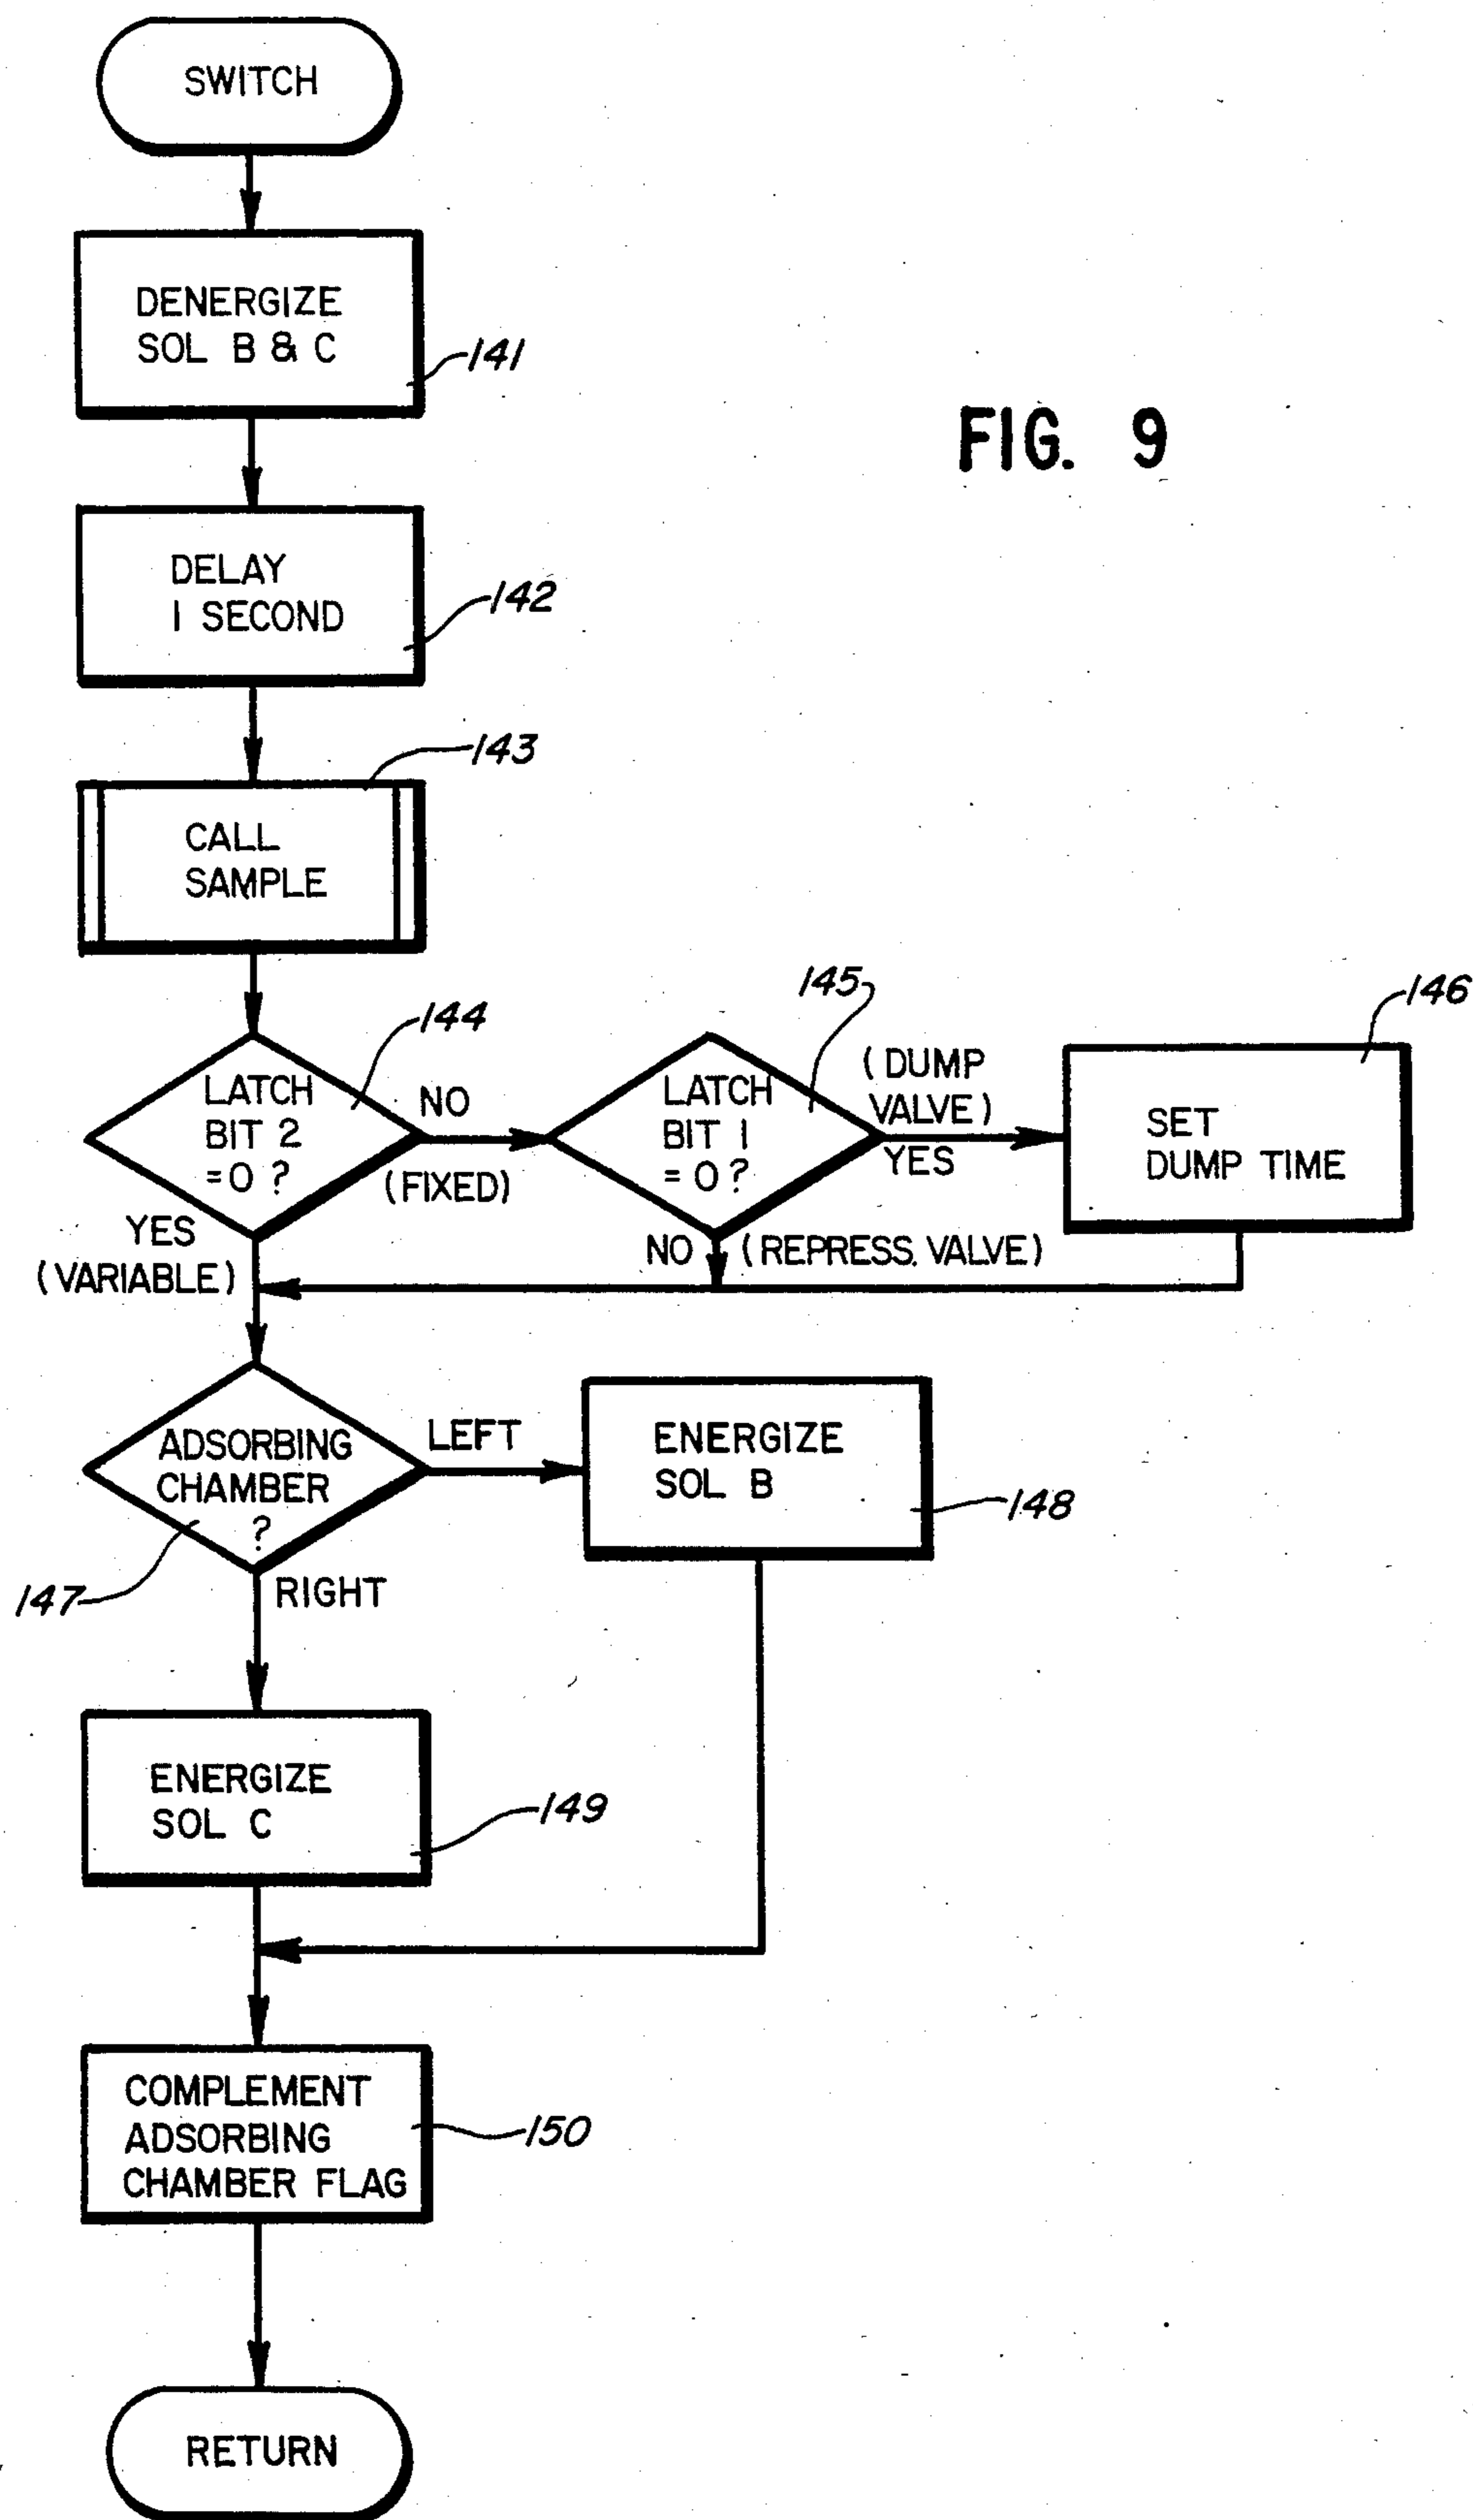 SWITCH
DENERGIZE
SOL B & C
141
FIG. 9
DELAY
1 SECOND
142
143
CALL
SAMPLE
144
LATCH
BIT 2
=0 ?
NO
(FIXED)
YES
(VARIABLE)
145
LATCH
BIT 1
=0 ?
(DUMP
VALVE)
YES
NO (REPRESS. VALVE)
146
SET
DUMP TIME
ADSORBING
CHAMBER
?
147
LEFT
RIGHT
ENERGIZE
SOL B
148
ENERGIZE
SOL C
149
COMPLEMENT
ADSORBING
CHAMBER FLAG
150
RETURN